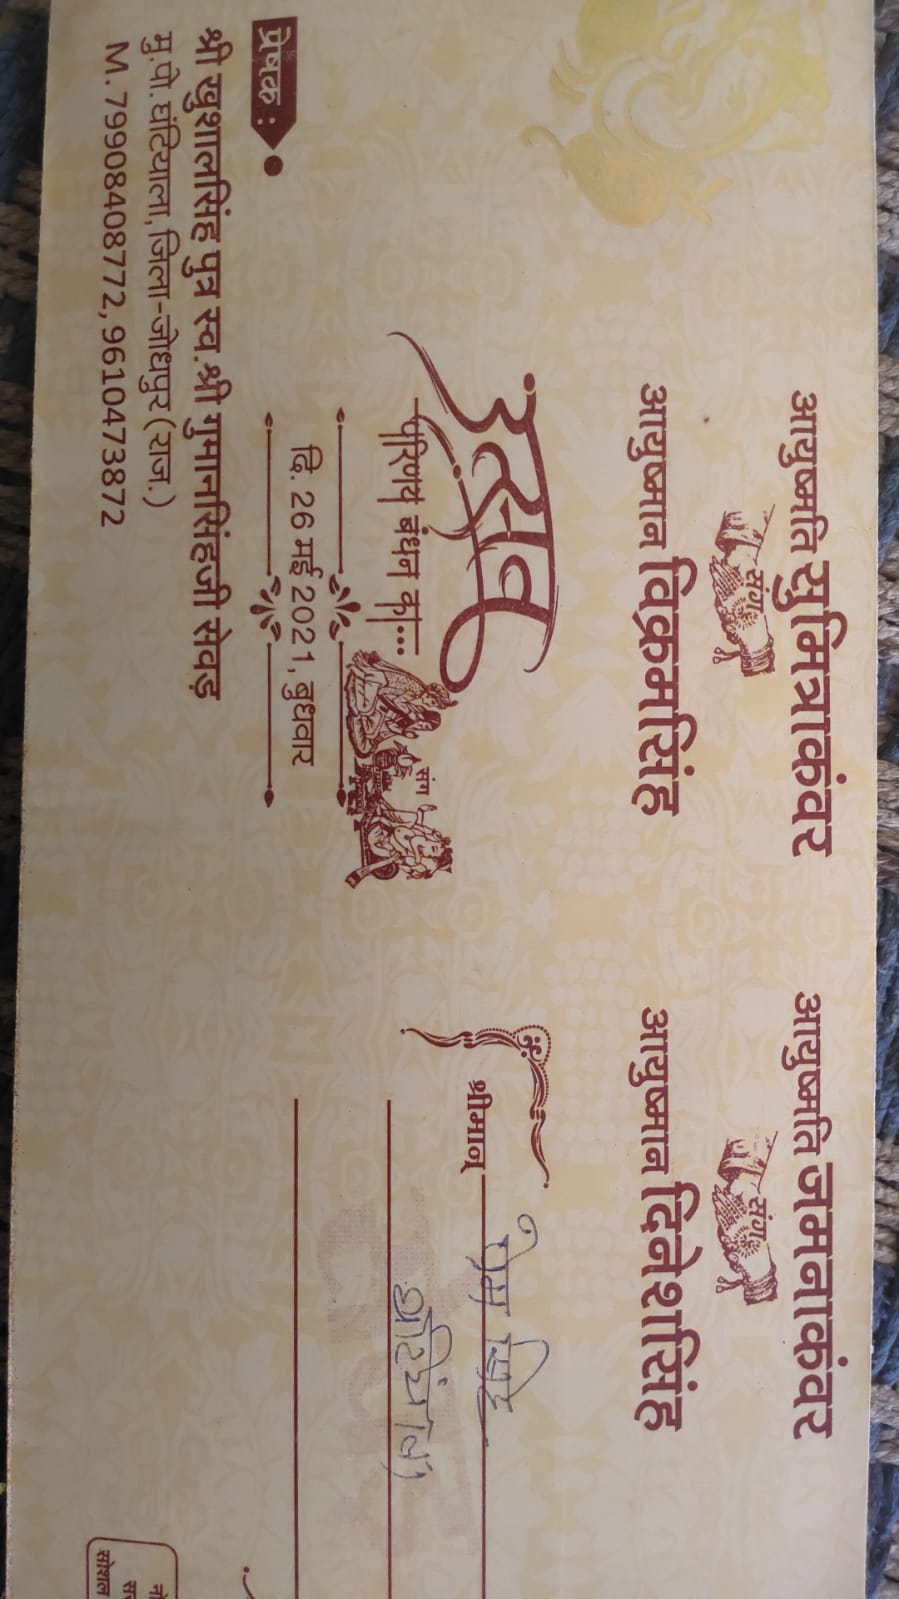 आयुष्मति सुमित्राकंवर
संग
आयुष्मान विक्रमसिंह
आयुष्मति जमनाकंवर
संग
आयुष्मान दिनेशसिंह
उत्सव
परिणय बंधन का...
संग
दि. 26 मई 2021, बुधवार
प्रेषक :
श्री खुशालसिंह पुत्र स्व.श्री गुमानसिंहजी सेवड़
मु.पो. घंटियाला, जिला-जोधपुर (राज.)
M. 79908408772, 9610473872
श्रीमान् प्रेम सिंह
सोशल